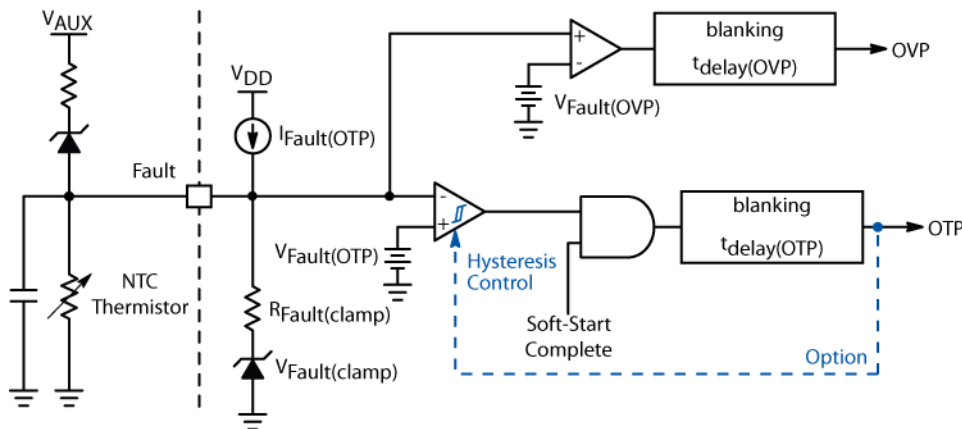 VAUX
VDD
IFault(OTP)
Fault
NTC
Thermistor
RFault(clamp)
VFault(clamp)
+
-
VFault(OVP)
blanking
tdelay(OVP)
OVP
-
+
VFault(OTP)
Hysteresis
Control
Soft-Start
Complete
blanking
tdelay(OTP)
OTP
Option